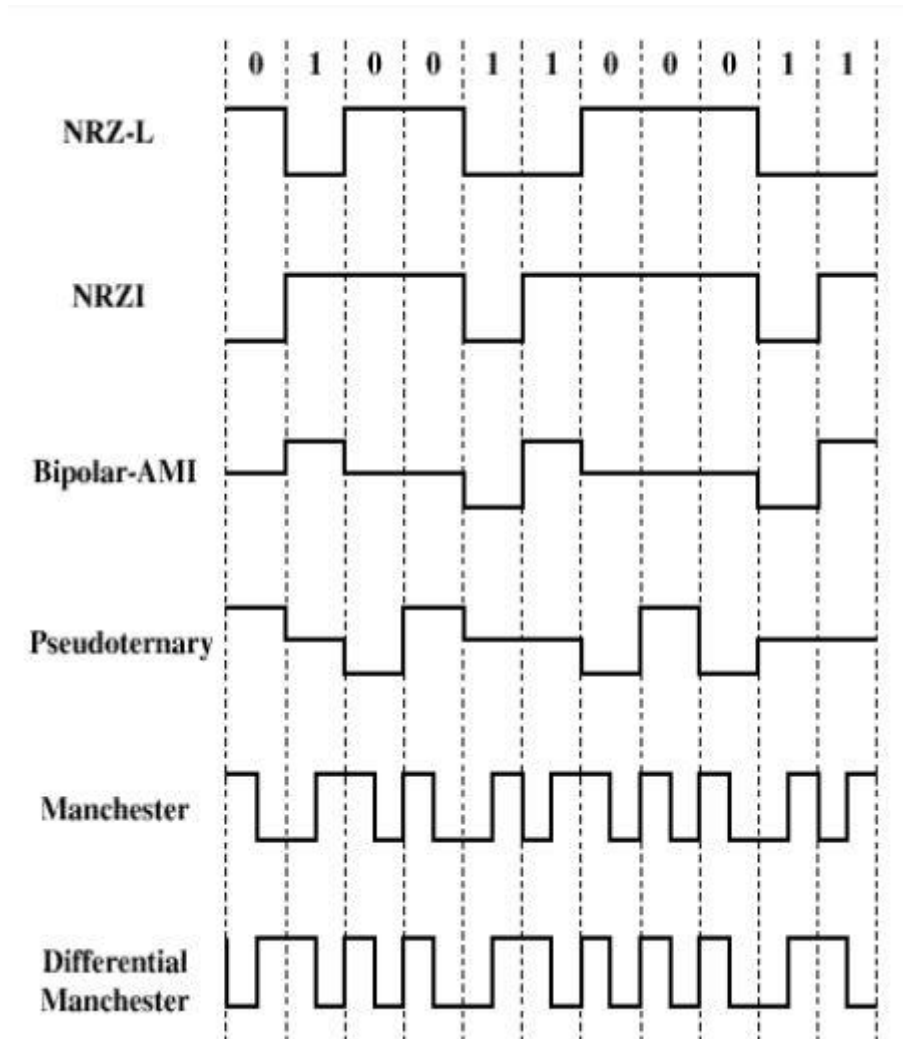 0 1 0 0 1 1 0 0 0 1 1
NRZ-L
NRZI
Bipolar-AMI
Pseudoternary
Manchester
Differential
Manchester